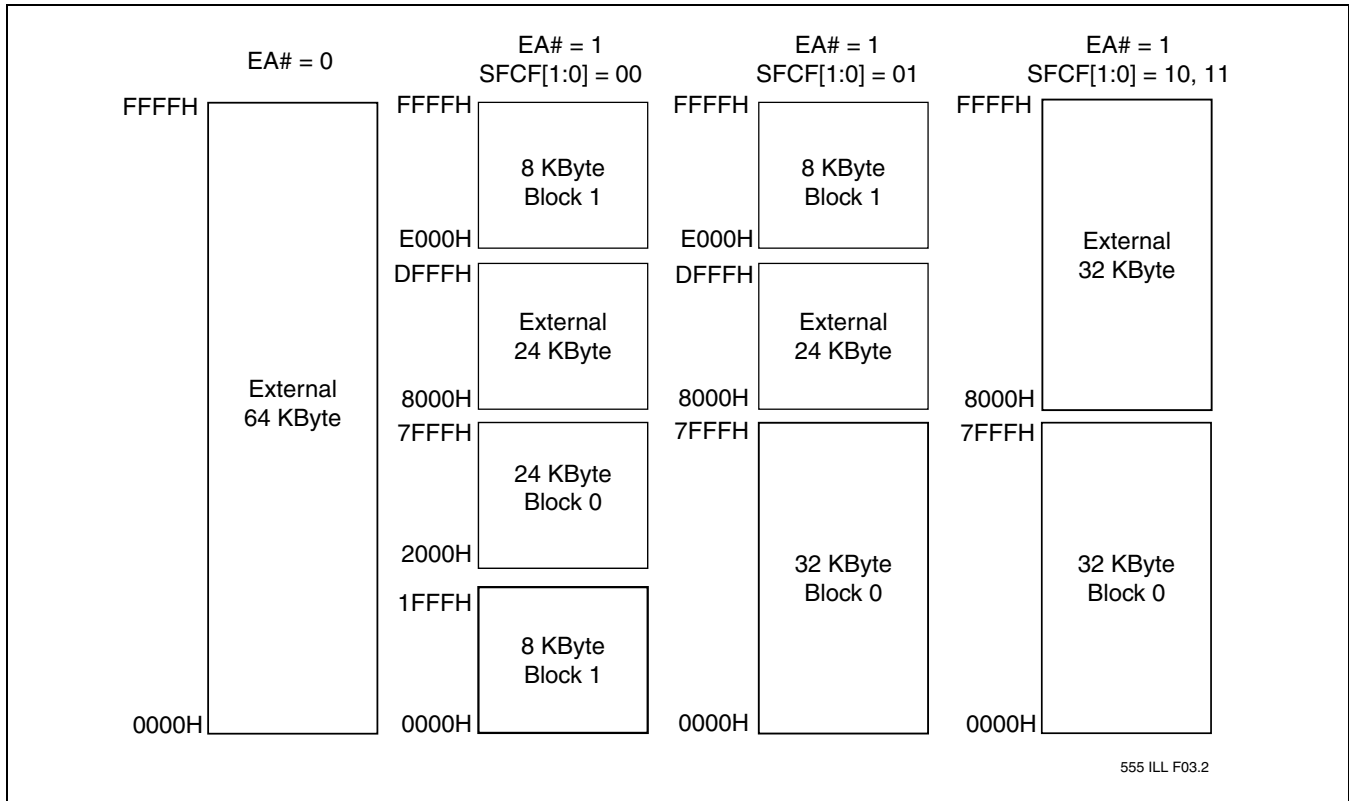 EA# = 0
FFFFH
External
64 KByte
0000H
EA# = 1
SFCF[1:0] = 00
FFFFH
8 KByte
Block 1
E000H
DFFFH
External
24 KByte
8000H
7FFFH
24 KByte
Block 0
2000H
1FFFH
8 KByte
Block 1
0000H
EA# = 1
SFCF[1:0] = 01
FFFFH
8 KByte
Block 1
E000H
DFFFH
External
24 KByte
8000H
7FFFH
32 KByte
Block 0
0000H
EA# = 1
SFCF[1:0] = 10, 11
FFFFH
External
32 KByte
8000H
7FFFH
32 KByte
Block 0
0000H
555 ILL F03.2